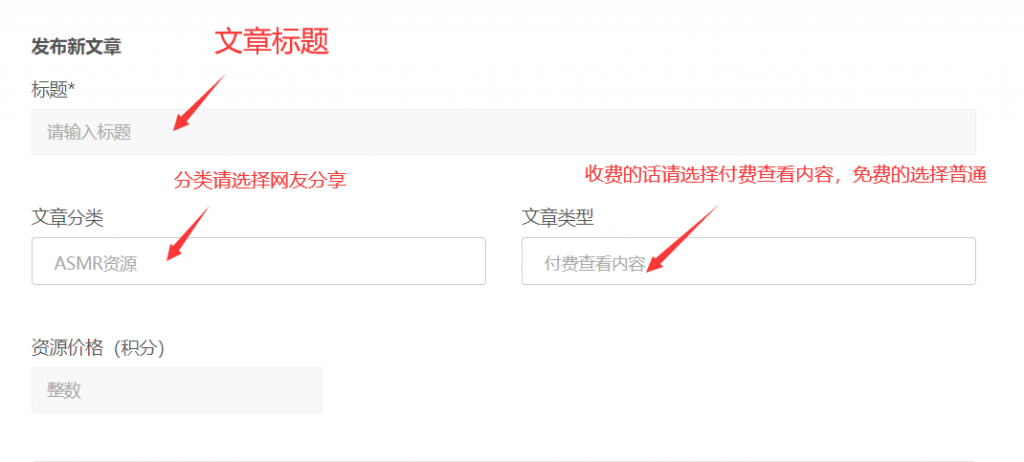 发布新文章
文章标题
标题*
请输入标题
分类请选择网友分享
收费的话请选择付费查看内容，免费的选择普通
文章分类
文章类型
ASMR资源
付费查看内容
资源价格（积分）
整数